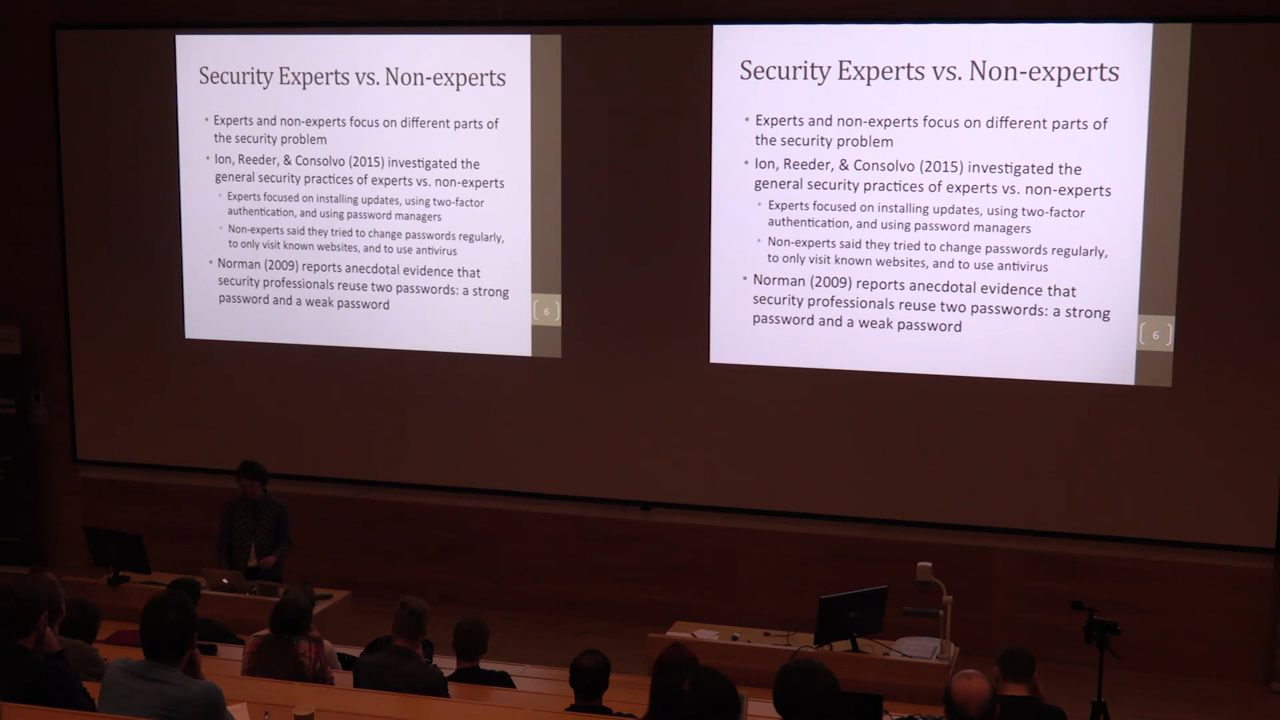 Security Experts vs. Non-experts
• Experts and non-experts focus on different parts of
the security problem
• Ion, Reeder, & Consolvo (2015) investigated the
general security practices of experts vs. non-experts
• Experts focused on installing updates, using two-factor
authentication, and using password managers
• Non-experts said they tried to change passwords regularly,
to only visit known websites, and to use antivirus
• Norman (2009) reports anecdotal evidence that
security professionals reuse two passwords: a strong
password and a weak password
6
Security Experts vs. Non-experts
• Experts and non-experts focus on different parts of
the security problem
• Ion, Reeder, & Consolvo (2015) investigated the
general security practices of experts vs. non-experts
• Experts focused on installing updates, using two-factor
authentication, and using password managers
• Non-experts said they tried to change passwords regularly,
to only visit known websites, and to use antivirus
• Norman (2009) reports anecdotal evidence that
security professionals reuse two passwords: a strong
password and a weak password
6